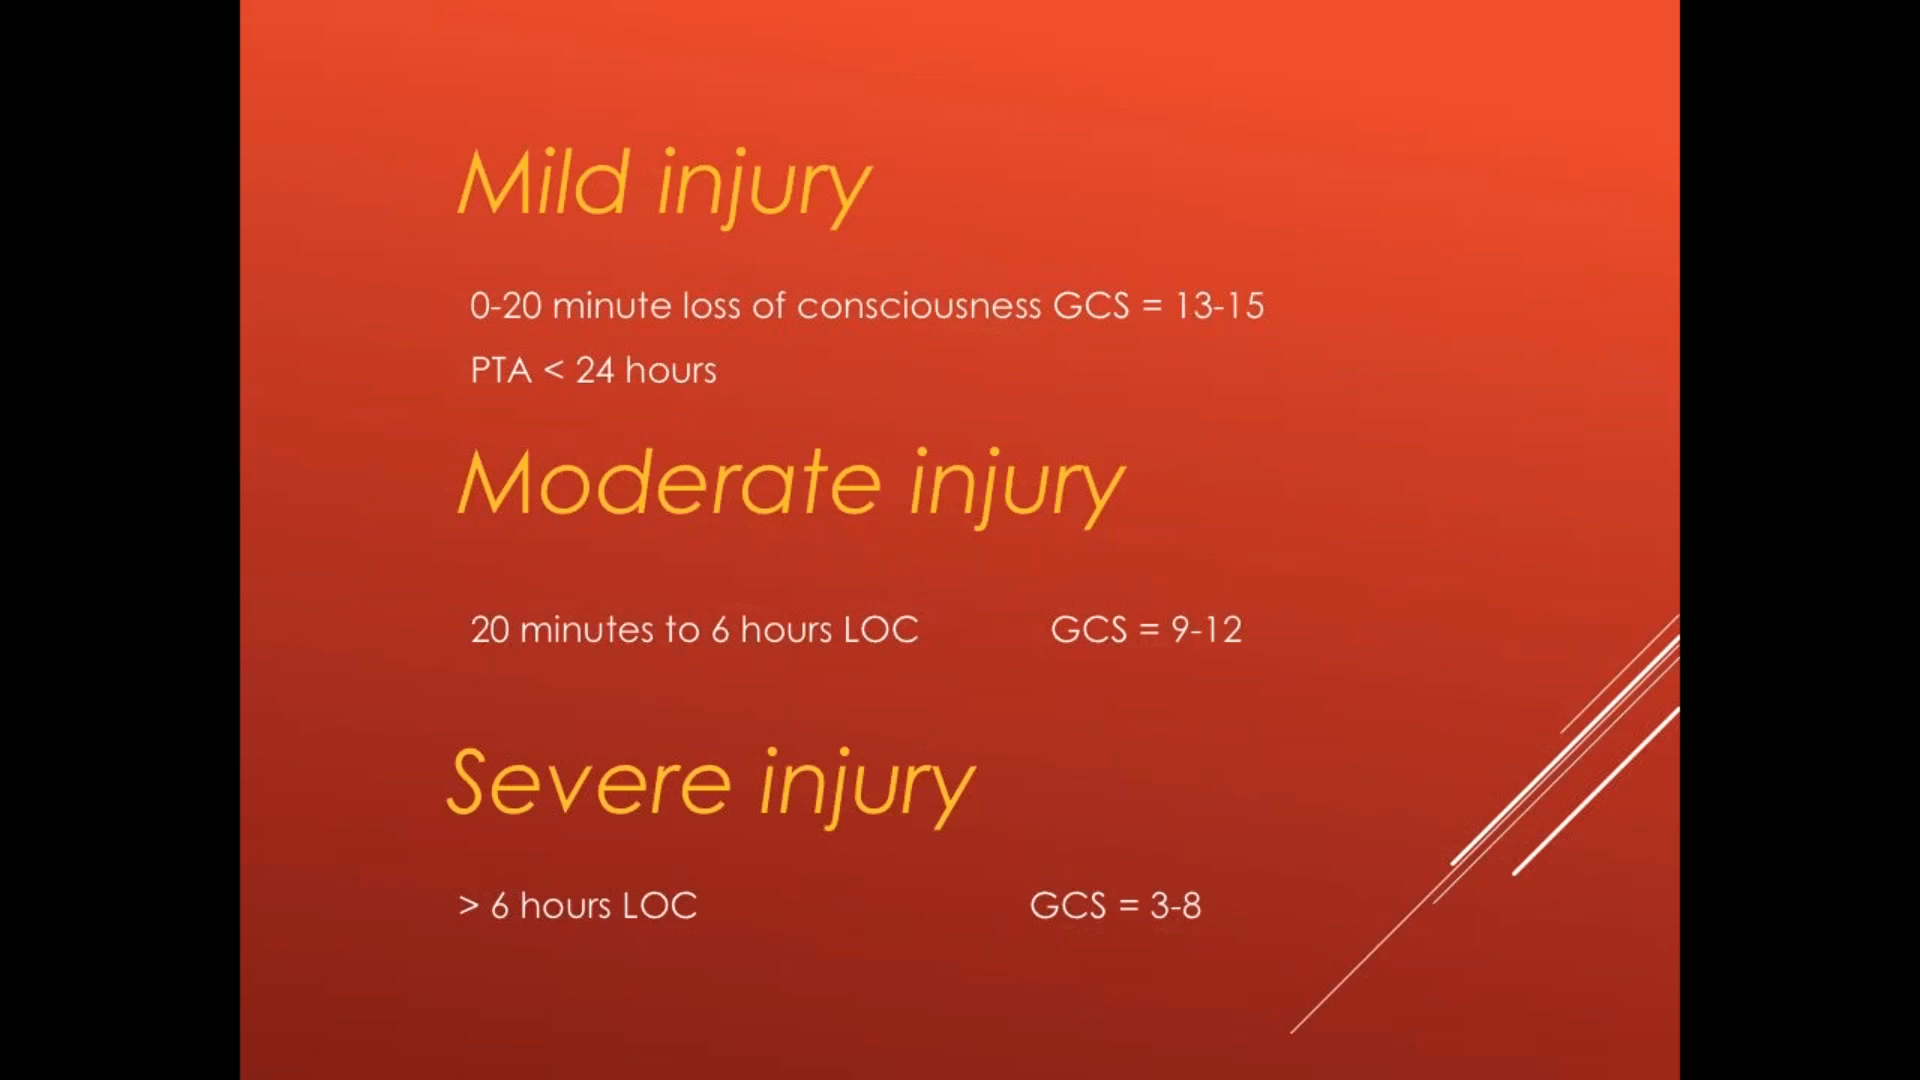 Mild injury
0-20 minute loss of consciousness GCS = 13-15
PTA < 24 hours
Moderate injury
20 minutes to 6 hours LOC GCS = 9-12
Severe injury
> 6 hours LOC GCS = 3-8